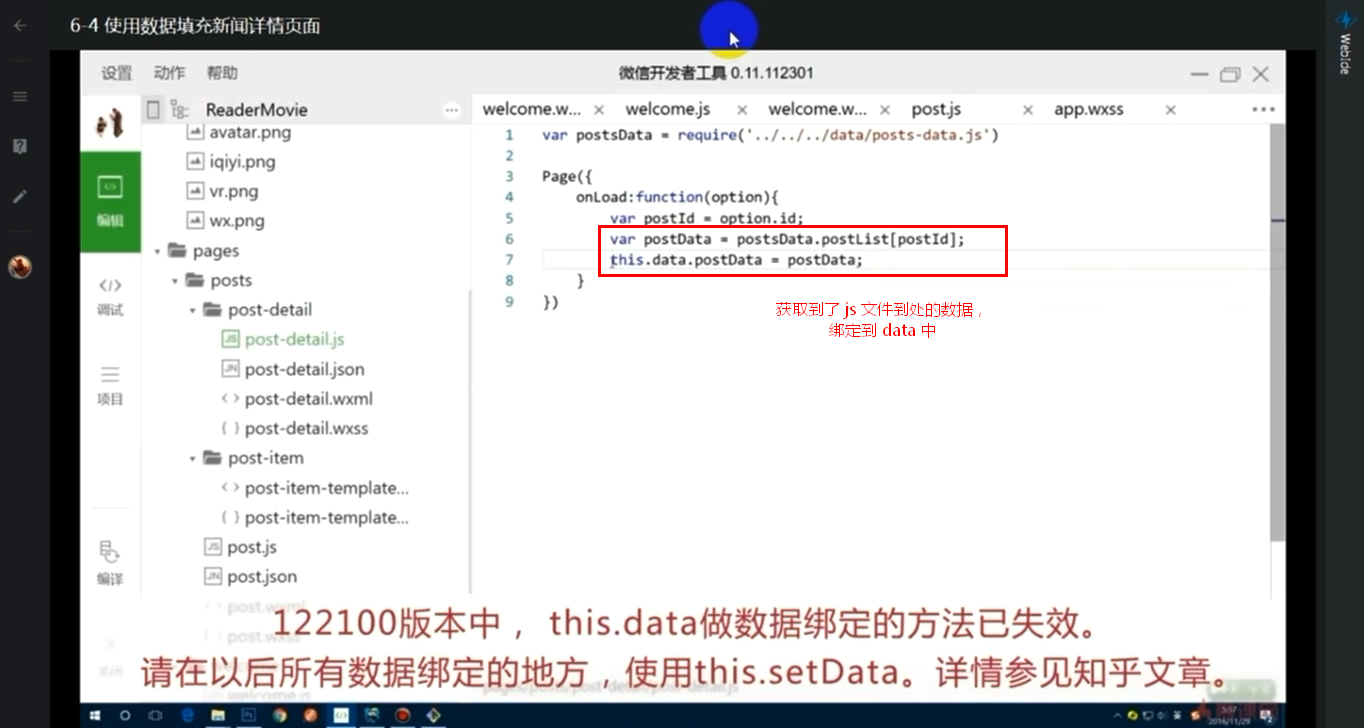 6-4 使用数据填充新闻详情页面
WebIde
设置 动作 帮助
微信开发者工具 0.11.112301
ReaderMovie
welcome.w... welcome.js welcome.w... post.js app.wxss
avatar.png
iqiyi.png
vr.png
wx.png
pages
posts
post-detail
post-detail.js
post-detail.json
post-detail.wxml
post-detail.wxss
post-item
post-item-template...
post-item-template...
post.js
post.json
post.wxml
post.wxss
welcome.js
编辑
调试
项目
编译
1 var postsData = require('../../../data/posts-data.js')
2
3 Page({
4 onLoad:function(option){
5 var postId = option.id;
6 var postData = postsData.postList[postId];
7 this.data.postData = postData;
8 }
9 })
获取到了 js 文件到处的数据，
绑定到 data 中
122100版本中， this.data做数据绑定的方法已失效。
请在以后所有数据绑定的地方，使用this.setData。详情参见知乎文章。
pages/posts/post-detail/post-detail.js
5:57
2016/11/29